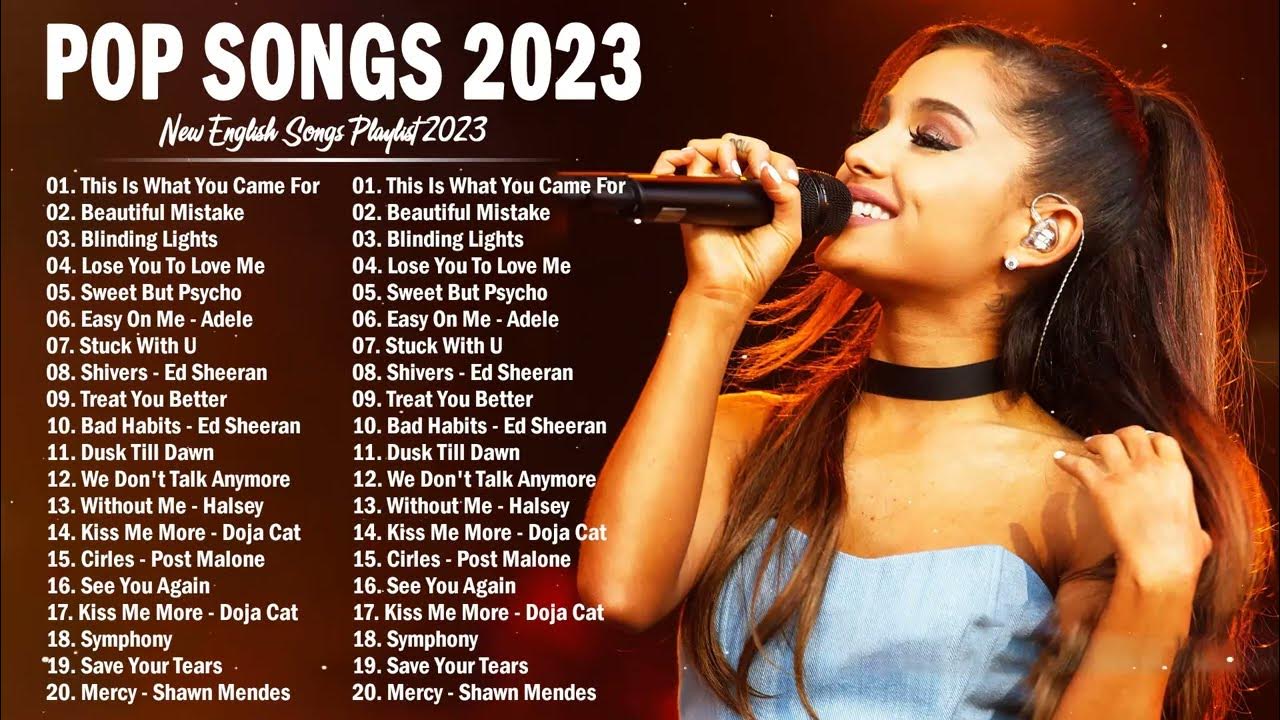 POP SONGS 2023
New English Songs Playlist 2023
01. This Is What You Came For
02. Beautiful Mistake
03. Blinding Lights
04. Lose You To Love Me
05. Sweet But Psycho
06. Easy On Me - Adele
07. Stuck With U
08. Shivers - Ed Sheeran
09. Treat You Better
10. Bad Habits - Ed Sheeran
11. Dusk Till Dawn
12. We Don't Talk Anymore
13. Without Me - Halsey
14. Kiss Me More - Doja Cat
15. Cirles - Post Malone
16. See You Again
17. Kiss Me More - Doja Cat
18. Symphony
19. Save Your Tears
20. Mercy - Shawn Mendes
01. This Is What You Came For
02. Beautiful Mistake
03. Blinding Lights
04. Lose You To Love Me
05. Sweet But Psycho
06. Easy On Me - Adele
07. Stuck With U
08. Shivers - Ed Sheeran
09. Treat You Better
10. Bad Habits - Ed Sheeran
11. Dusk Till Dawn
12. We Don't Talk Anymore
13. Without Me - Halsey
14. Kiss Me More - Doja Cat
15. Cirles - Post Malone
16. See You Again
17. Kiss Me More - Doja Cat
18. Symphony
19. Save Your Tears
20. Mercy - Shawn Mendes